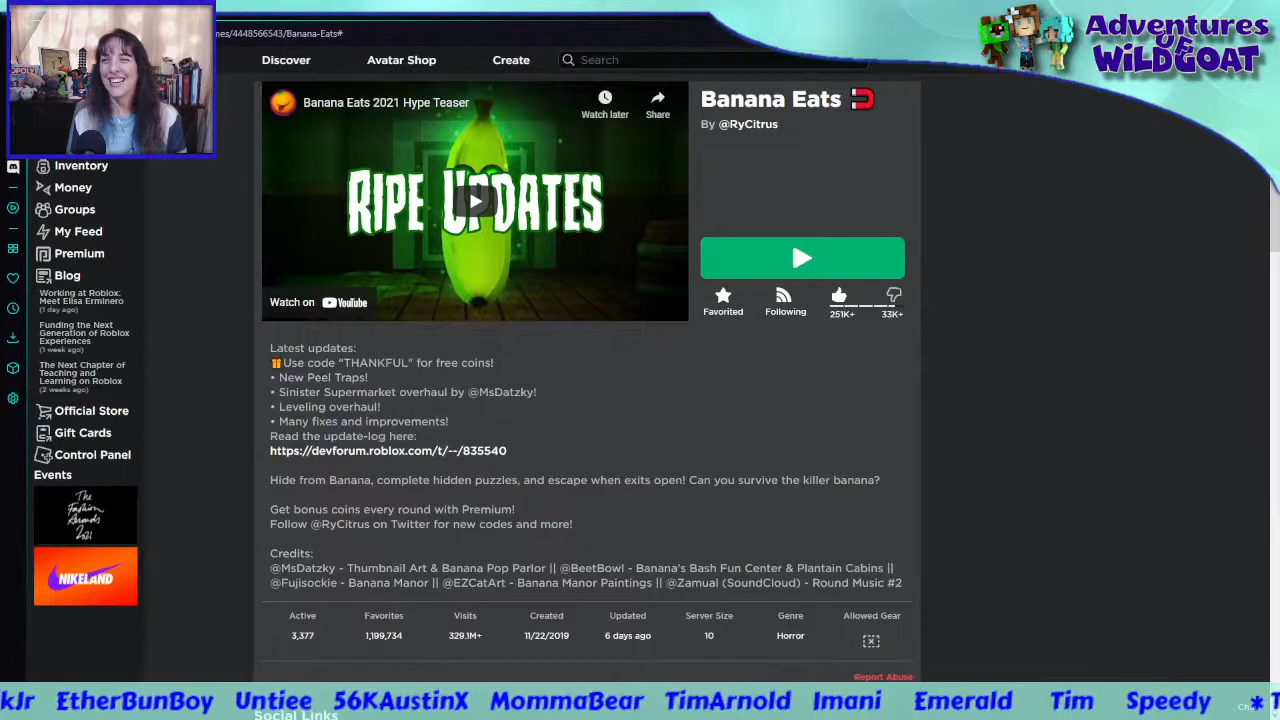 mes/4448566543/Banana-Eats#
Adventures
OF
WiLDGOAT
Discover
Avatar Shop
Create
Search
Banana Eats 2021 Hype Teaser
Watch later
Share
RIPE UPDATES
Watch on YouTube
Banana Eats
By @RyCitrus
Favorited
Following
251K+
33K+
Inventory
Money
Groups
My Feed
Premium
Blog
Working at Roblox:
Meet Elisa Erminero
(1 day ago)
Funding the Next
Generation of Roblox
Experiences
(1 week ago)
The Next Chapter of
Teaching and
Learning on Roblox
(2 weeks ago)
Official Store
Gift Cards
Control Panel
Events
The
Fashion
Awards
2021
NIKELAND
Latest updates:
Use code "THANKFUL" for free coins!
• New Peel Traps!
• Sinister Supermarket overhaul by @MsDatzky!
• Leveling overhaul!
• Many fixes and improvements!
Read the update-log here:
https://devforum.roblox.com/t/--/835540
Hide from Banana, complete hidden puzzles, and escape when exits open! Can you survive the killer banana?
Get bonus coins every round with Premium!
Follow @RyCitrus on Twitter for new codes and more!
Credits:
@MsDatzky - Thumbnail Art & Banana Pop Parlor || @BeetBowl - Banana's Bash Fun Center & Plantain Cabins ||
@Fujisockie - Banana Manor || @EZCatArt - Banana Manor Paintings || @Zamual (SoundCloud) - Round Music #2
Active Favorites Visits Created Updated Server Size Genre Allowed Gear
3,377 1,199,734 329.1M+ 11/22/2019 6 days ago 10 Horror
Report Abuse
kJr EtherBunBoy Untiee 56KAustinX MommaBear TimArnold Imani Emerald Tim Speedy * T
Social Links